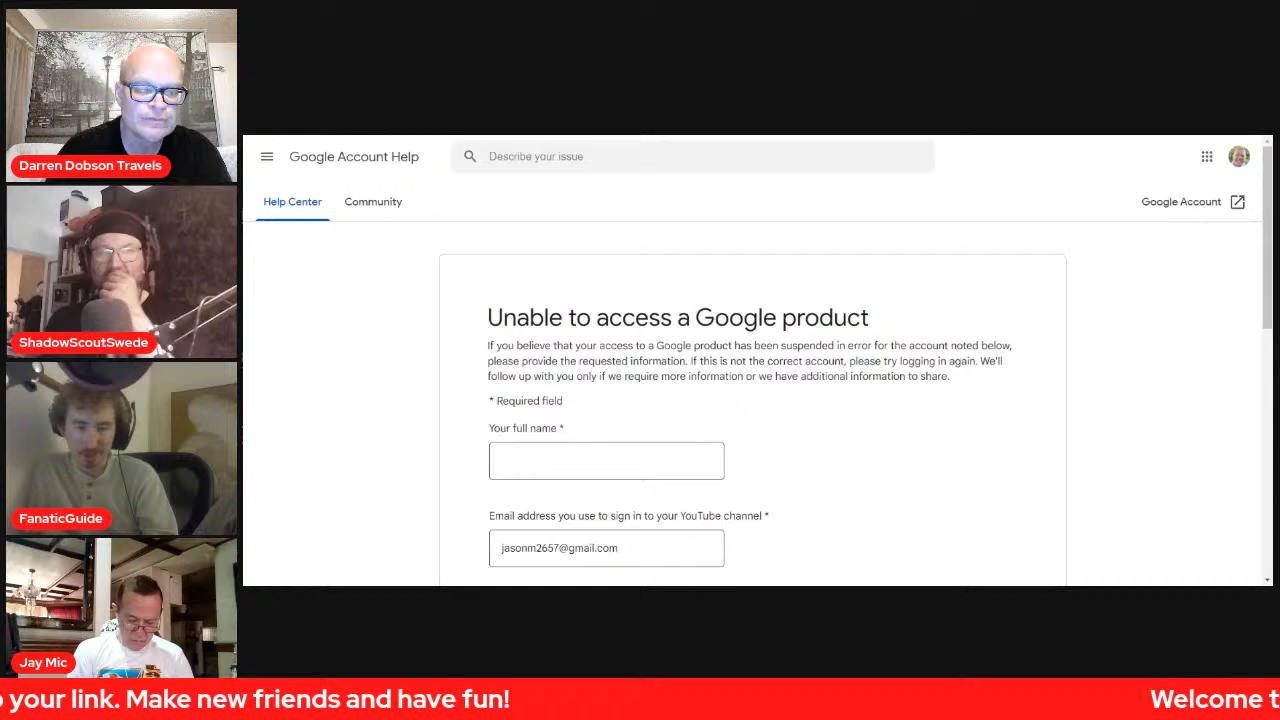 Darren Dobson Travels
ShadowScoutSwede
FanaticGuide
Jay Mic
Google Account Help
Describe your issue
Help Center
Community
Google Account
Unable to access a Google product
If you believe that your access to a Google product has been suspended in error for the account noted below,
please provide the requested information. If this is not the correct account, please try logging in again. We'll
follow up with you only if we require more information or we have additional information to share.
* Required field
Your full name *
Email address you use to sign in to your YouTube channel *
jasonm2657@gmail.com
your link. Make new friends and have fun!
Welcome t